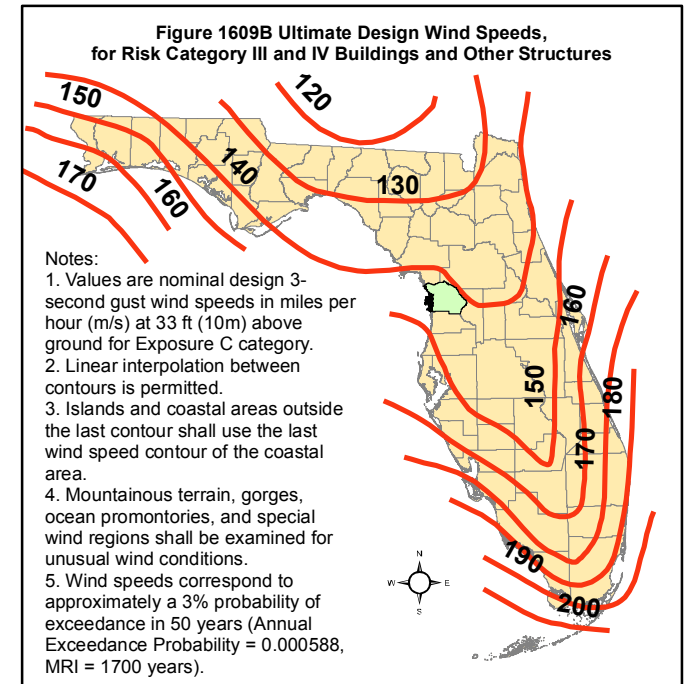 Figure 1609B Ultimate Design Wind Speeds,
for Risk Category III and IV Buildings and Other Structures
120
150
140
130
170
160
Notes:
1. Values are nominal design 3-
second gust wind speeds in miles per
hour (m/s) at 33 ft (10m) above
ground for Exposure C category.
2. Linear interpolation between
contours is permitted.
3. Islands and coastal areas outside
the last contour shall use the last
wind speed contour of the coastal
area.
4. Mountainous terrain, gorges,
ocean promontories, and special
wind regions shall be examined for
unusual wind conditions.
5. Wind speeds correspond to
approximately a 3% probability of
exceedance in 50 years (Annual
Exceedance Probability = 0.000588,
MRI = 1700 years).
160
150
180
170
190
200
N
W E
S